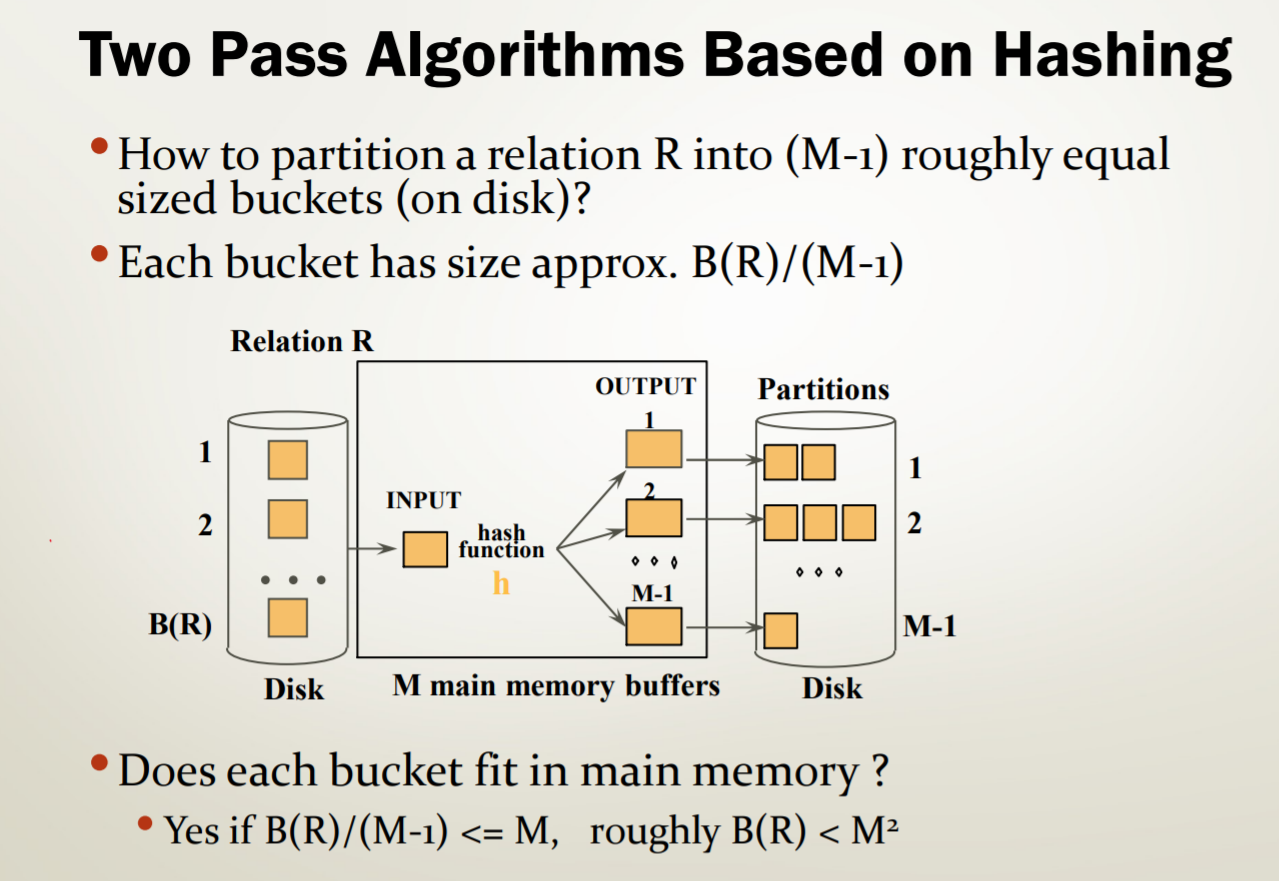 Two Pass Algorithms Based on Hashing
• How to partition a relation R into (M-1) roughly equal
sized buckets (on disk)?
• Each bucket has size approx. B(R)/(M-1)
Relation R
OUTPUT
Partitions
1
1
1
INPUT
2
2
2
hash
function
h
M-1
B(R)
M-1
Disk
M main memory buffers
Disk
• Does each bucket fit in main memory ?
• Yes if B(R)/(M-1) <= M, roughly B(R) < M²